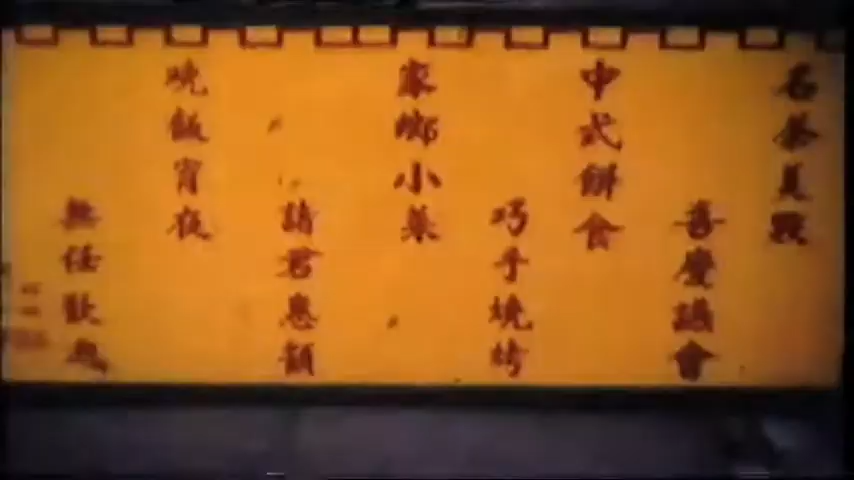 名茶美點
喜慶讌會
中式餅食
巧手燒烤
家鄉小菜
請君惠顧
晚飯宵夜
無任歡迎